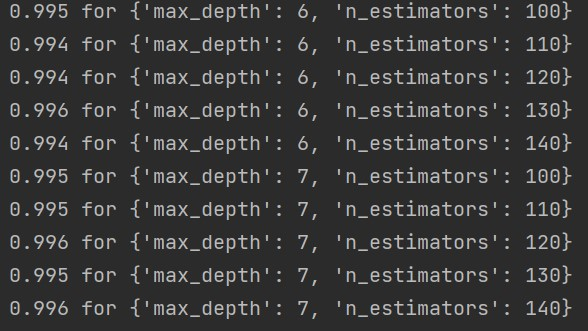 0.995 for {'max_depth': 6, 'n_estimators': 100}
0.994 for {'max_depth': 6, 'n_estimators': 110}
0.994 for {'max_depth': 6, 'n_estimators': 120}
0.996 for {'max_depth': 6, 'n_estimators': 130}
0.994 for {'max_depth': 6, 'n_estimators': 140}
0.995 for {'max_depth': 7, 'n_estimators': 100}
0.995 for {'max_depth': 7, 'n_estimators': 110}
0.996 for {'max_depth': 7, 'n_estimators': 120}
0.995 for {'max_depth': 7, 'n_estimators': 130}
0.996 for {'max_depth': 7, 'n_estimators': 140}